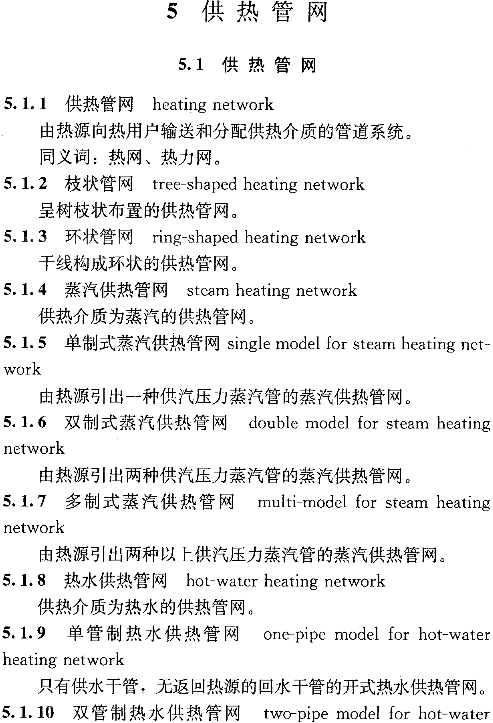 5 供热管网
5.1 供热管网
5.1.1 供热管网 heating network
由热源向热用户输送和分配供热介质的管道系统。
同义词：热网、热力网。
5.1.2 枝状管网 tree-shaped heating network
呈树枝状布置的供热管网。
5.1.3 环状管网 ring-shaped heating network
干线构成环状的供热管网。
5.1.4 蒸汽供热管网 steam heating network
供热介质为蒸汽的供热管网。
5.1.5 单制式蒸汽供热管网 single model for steam heating net-
work
由热源引出一种供汽压力蒸汽管的蒸汽供热管网。
5.1.6 双制式蒸汽供热管网 double model for steam heating
network
由热源引出两种供汽压力蒸汽管的蒸汽供热管网。
5.1.7 多制式蒸汽供热管网 multi-model for steam heating
network
由热源引出两种以上供汽压力蒸汽管的蒸汽供热管网。
5.1.8 热水供热管网 hot-water heating network
供热介质为热水的供热管网。
5.1.9 单管制热水供热管网 one-pipe model for hot-water
heating network
只有供水干管，无返回热源的回水干管的开式热水供热管网。
5.1.10 双管制热水供热管网 two-pipe model for hot-water